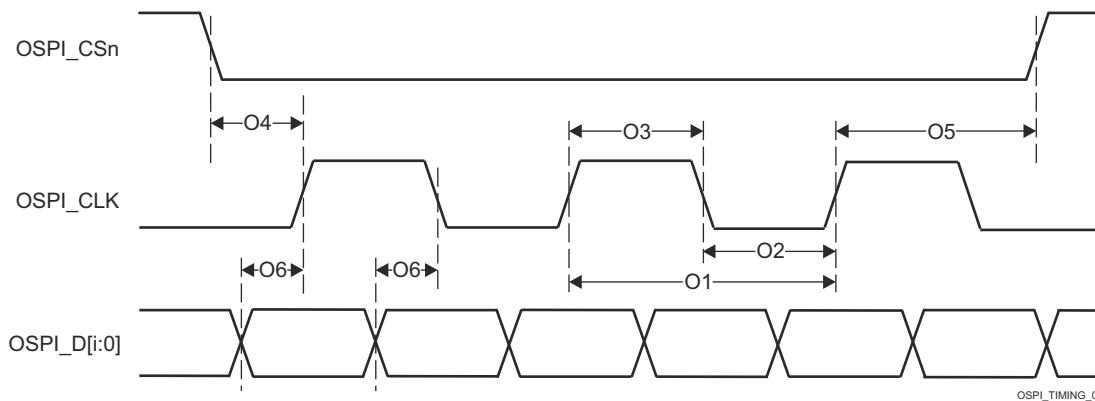 OSPI_CSn
O4
O3
O5
OSPI_CLK
O2
O6
O6
O1
OSPI_D[i:0]